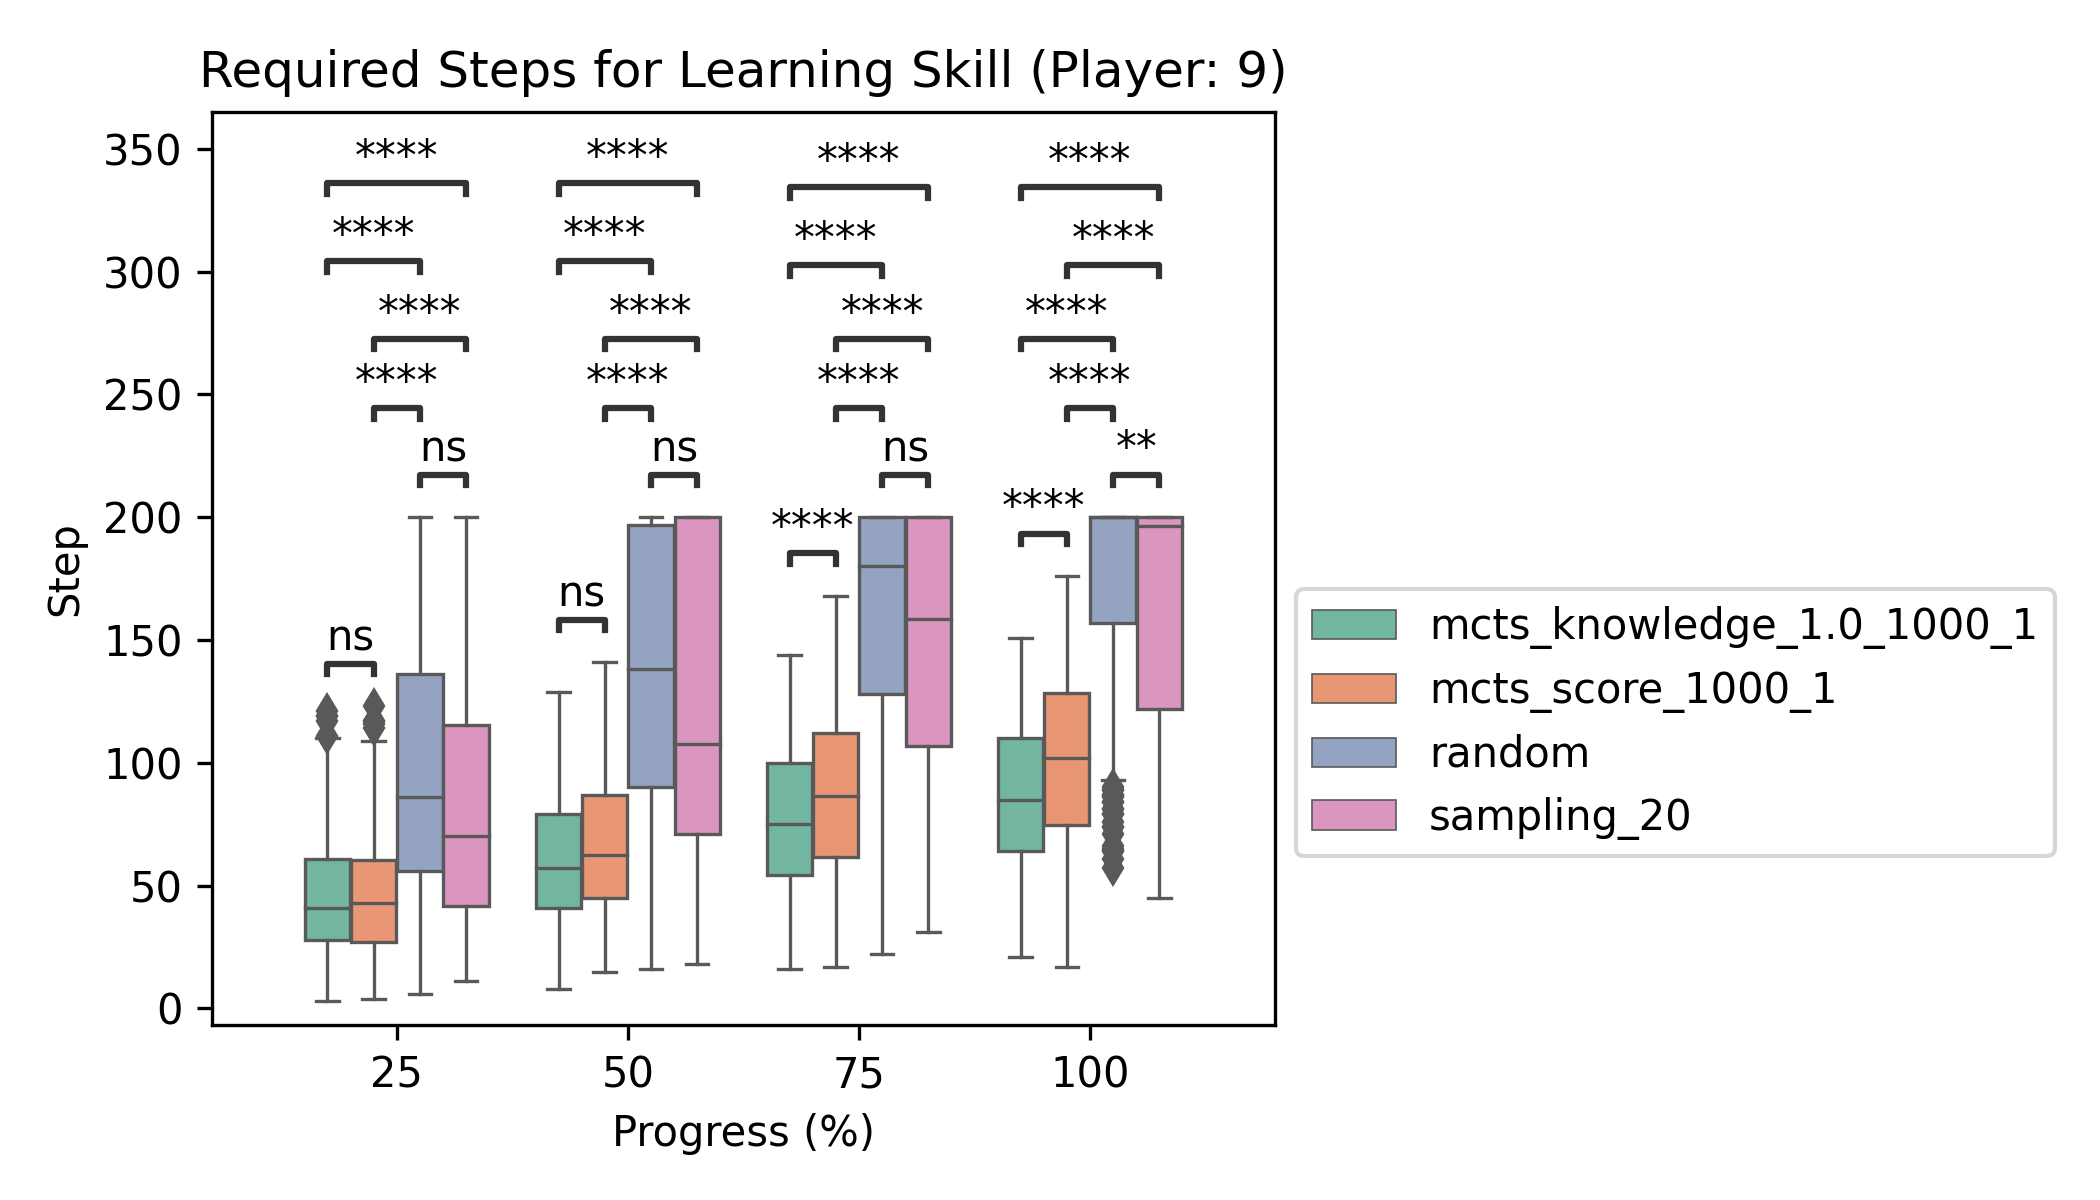 Required Steps for Learning Skill (Player: 9)
350
300
250
200
150
100
50
0
Step
**** **** **** ****
**** **** **** ****
**** **** **** ****
**** **** **** ****
ns ns ns **
ns ns **** ****
25 50 75 100
Progress (%)
mcts_knowledge_1.0_1000_1
mcts_score_1000_1
random
sampling_20